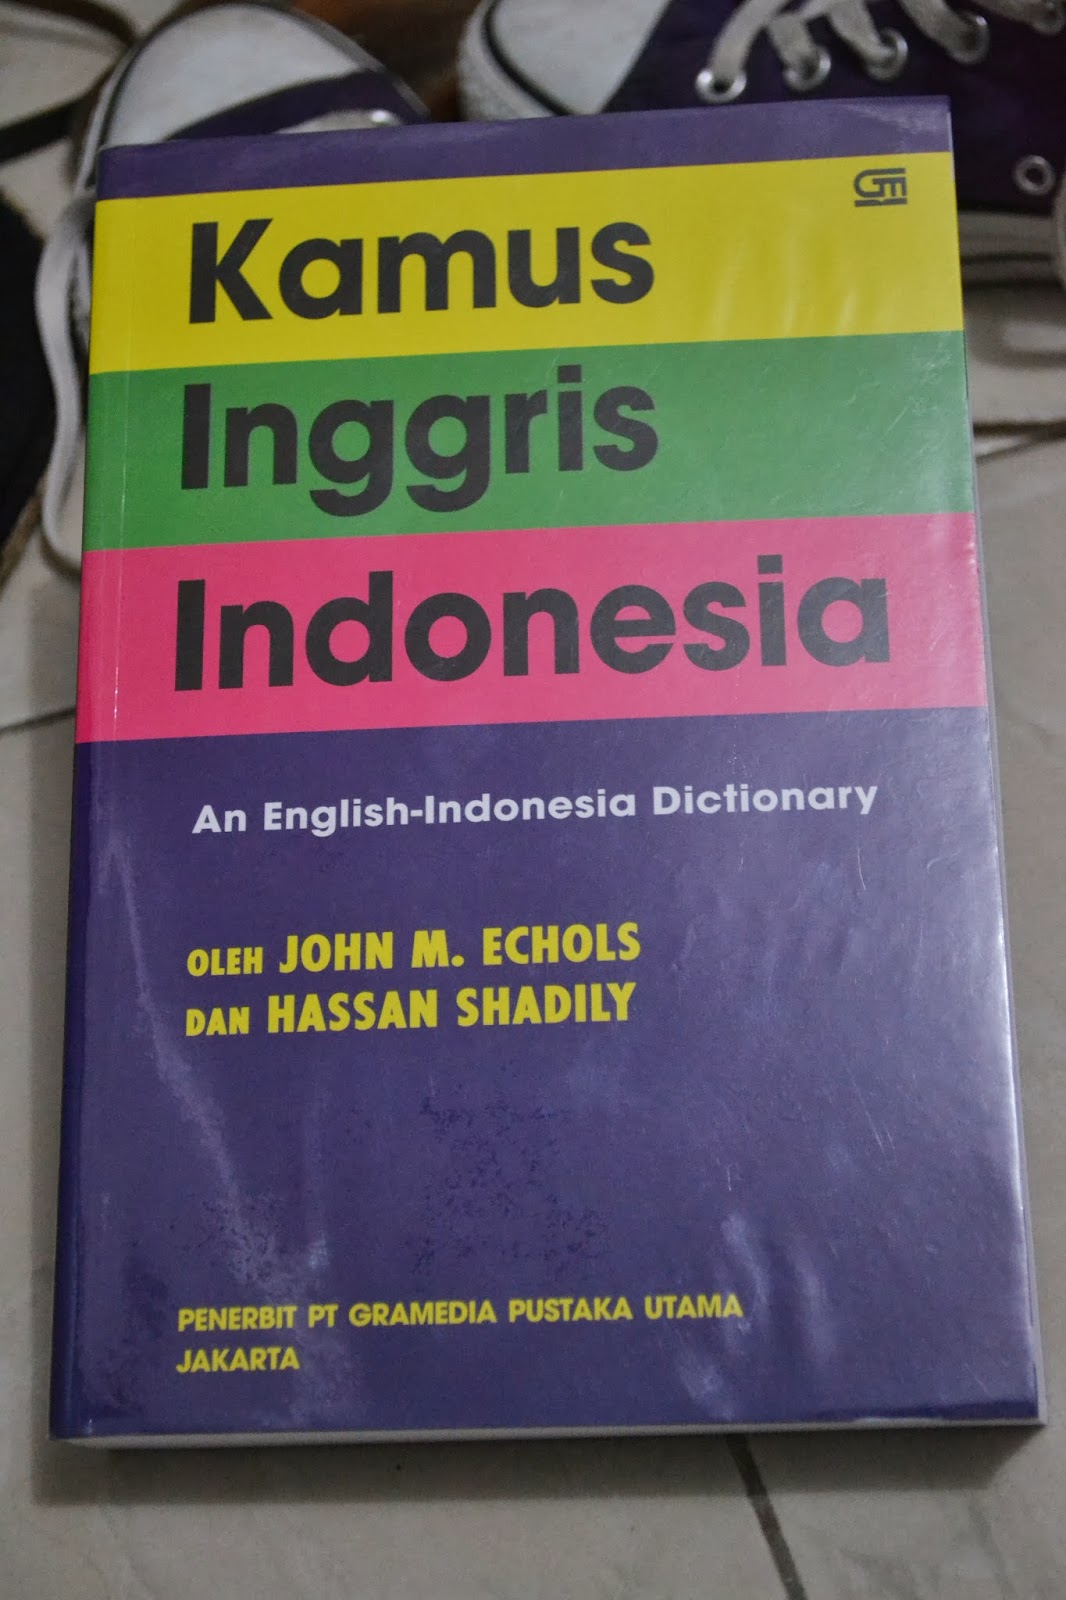 Kamus
Inggris
Indonesia
An English-Indonesia Dictionary
OLEH JOHN M. ECHOLS
DAN HASSAN SHADILY
PENERBIT PT GRAMEDIA PUSTAKA UTAMA
JAKARTA